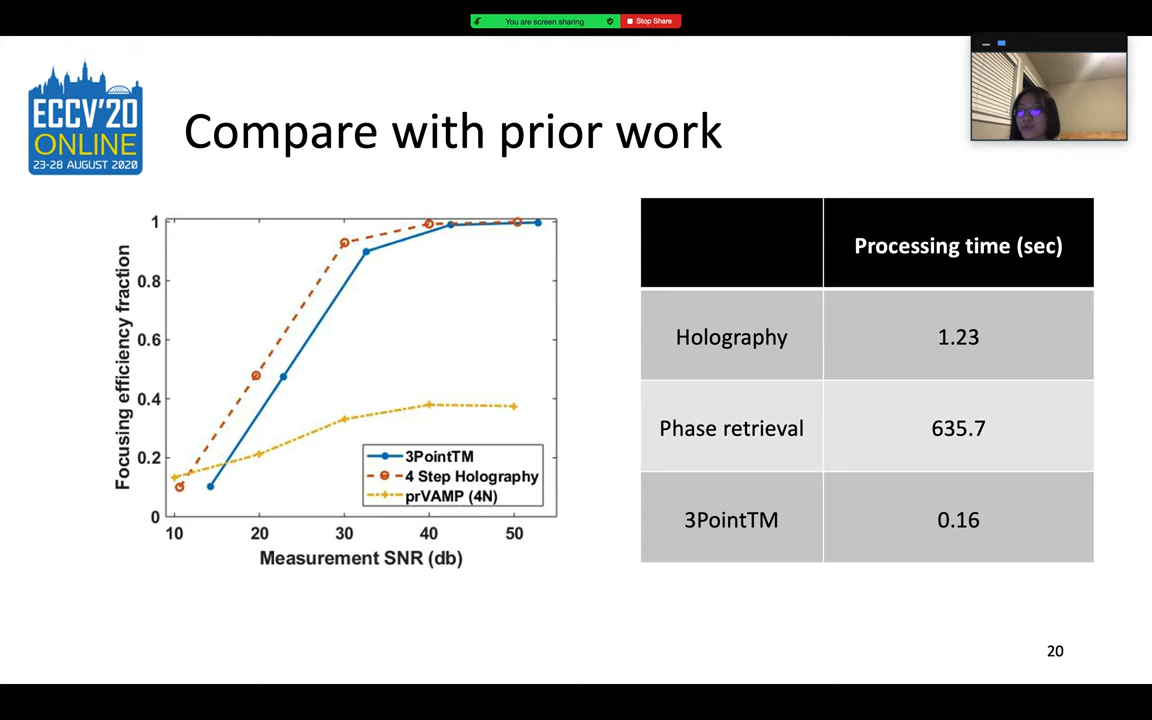 You are screen sharing
Stop Share
ECCV'20
ONLINE
23-28 AUGUST 2020
Compare with prior work
Focusing efficiency fraction
1
0.8
0.6
0.4
0.2
0
10 20 30 40 50
Measurement SNR (db)
3PointTM
4 Step Holography
prVAMP (4N)
Processing time (sec)
Holography 1.23
Phase retrieval 635.7
3PointTM 0.16
20